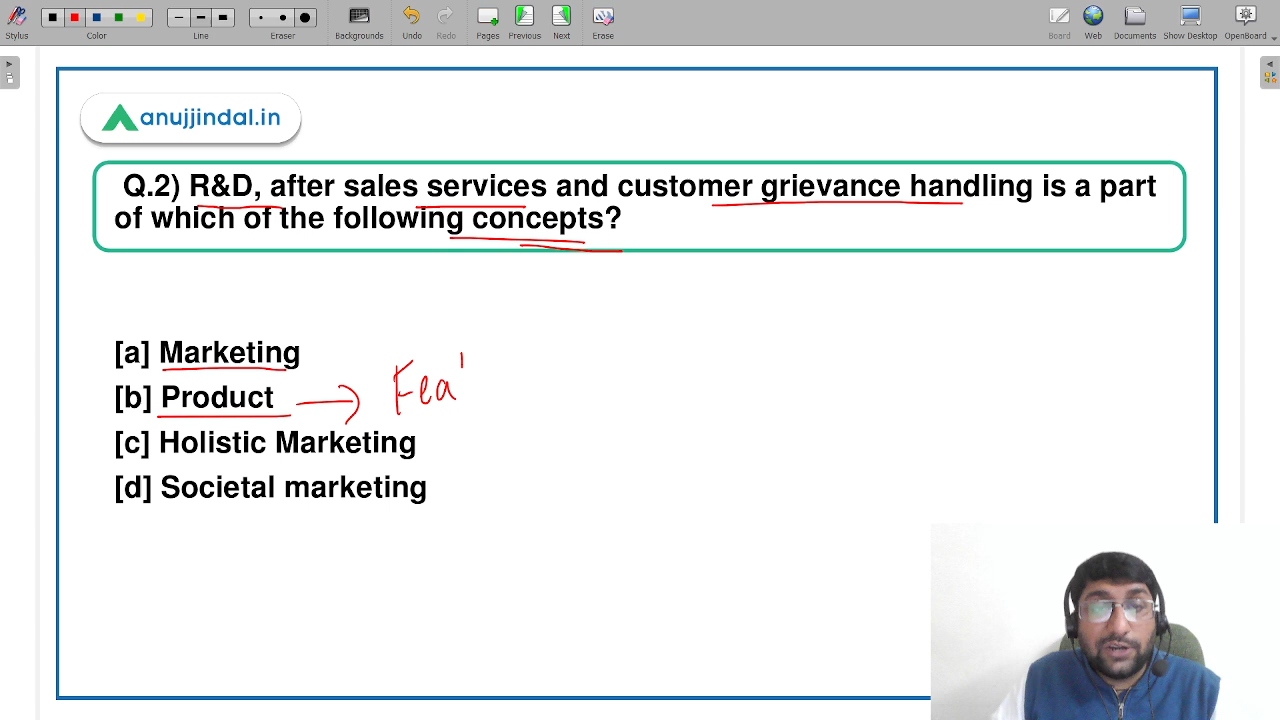 Stylus
Color
Line
Eraser
Backgrounds
Undo
Redo
Pages
Previous
Next
Erase
Board
Web
Documents
Show Desktop
OpenBoard
anujjindal.in
Q.2) R&D, after sales services and customer grievance handling is a part
of which of the following concepts?
[a] Marketing
[b] Product
Fea
[c] Holistic Marketing
[d] Societal marketing